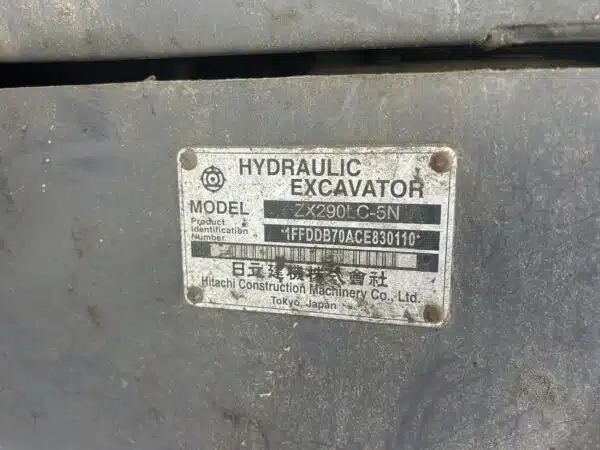 HYDRAULIC
EXCAVATOR
MODEL ZX290LC-5N
Product
Identification
Number *1FFDDB70ACE830110*
日立建機株式會社
Hitachi Construction Machinery Co., Ltd.
Tokyo, Japan